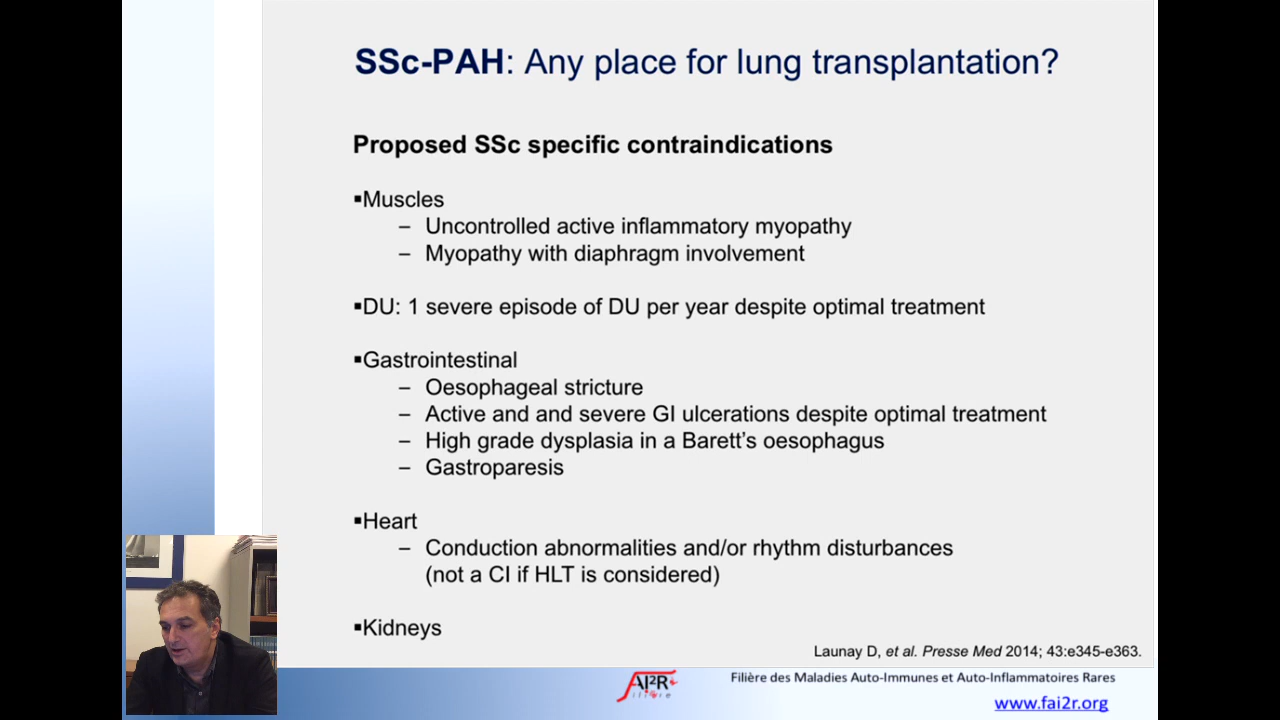 SSc-PAH: Any place for lung transplantation?
Proposed SSc specific contraindications
▪Muscles
– Uncontrolled active inflammatory myopathy
– Myopathy with diaphragm involvement
▪DU: 1 severe episode of DU per year despite optimal treatment
▪Gastrointestinal
– Oesophageal stricture
– Active and and severe GI ulcerations despite optimal treatment
– High grade dysplasia in a Barett’s oesophagus
– Gastroparesis
▪Heart
– Conduction abnormalities and/or rhythm disturbances
(not a CI if HLT is considered)
▪Kidneys
Launay D, et al. Presse Med 2014; 43:e345-e363.
FAI2R
filière
Filière des Maladies Auto-Immunes et Auto-Inflammatoires Rares
www.fai2r.org